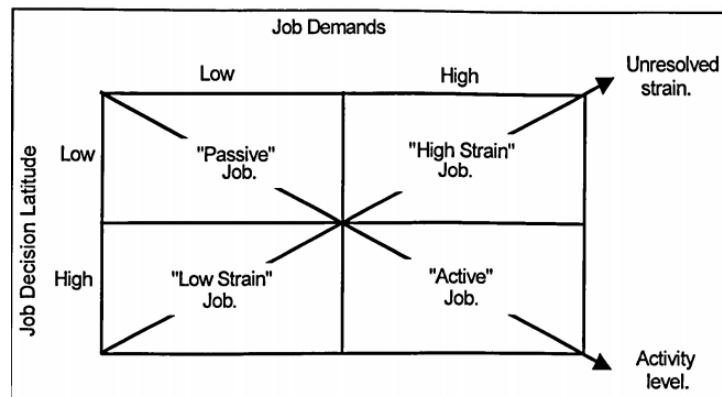 Job Demands
Unresolved
strain.
Low
High
Low
"Passive"
Job.
"High Strain"
Job.
Job Decision Latitude
High
"Low Strain"
Job.
"Active"
Job.
Activity
level.